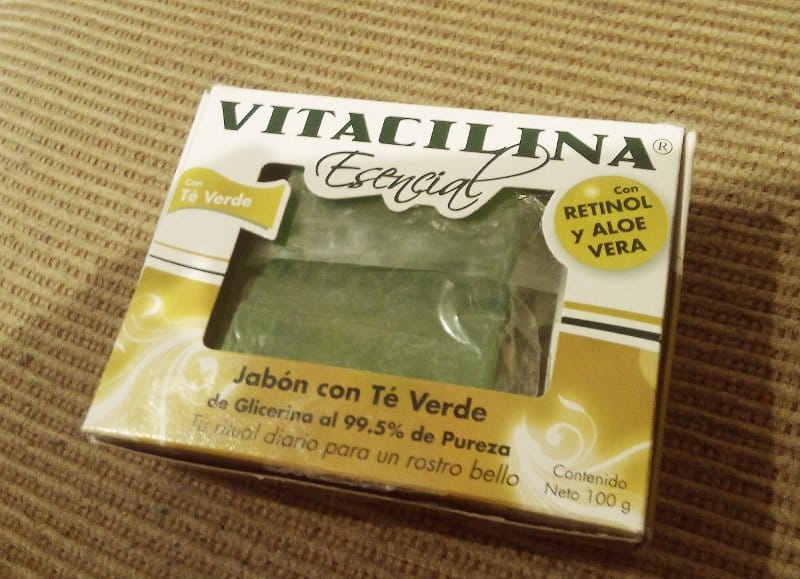 VITACILINA®
Esencial
Con
Té Verde
Con
RETINOL
y ALOE
VERA
Jabón con Té Verde
de Glicerina al 99.5% de Pureza
Tu ritual diario para un rostro bello
Contenido
Neto 100 g